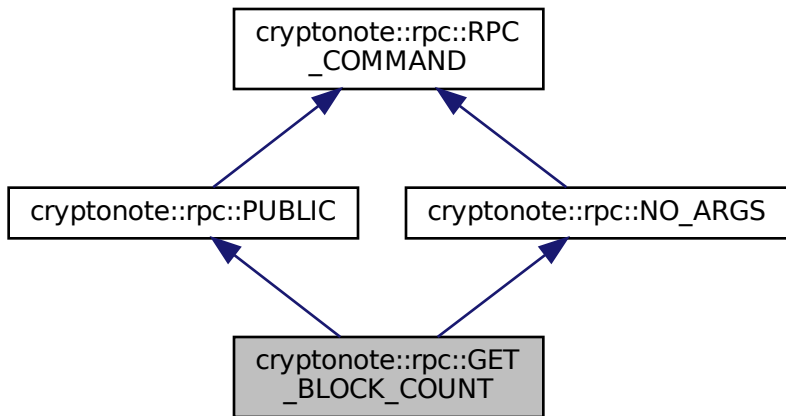 cryptonote::rpc::RPC
_COMMAND
cryptonote::rpc::PUBLIC
cryptonote::rpc::NO_ARGS
cryptonote::rpc::GET
_BLOCK_COUNT